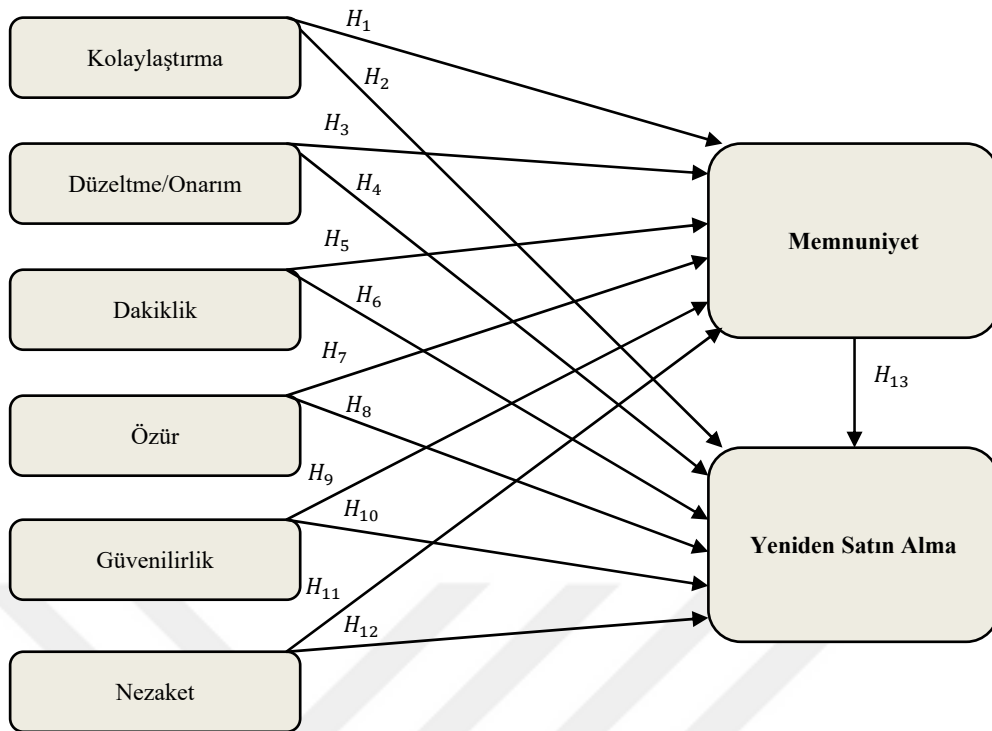 Kolaylaştırma
Düzeltme/Onarım
Dakiklik
Özür
Güvenilirlik
Nezaket
H₁
H₂
H₃
H₄
H₅
H₆
H₇
H₈
H₉
H₁₀
H₁₁
H₁₂
Memnuniyet
H₁₃
Yeniden Satın Alma